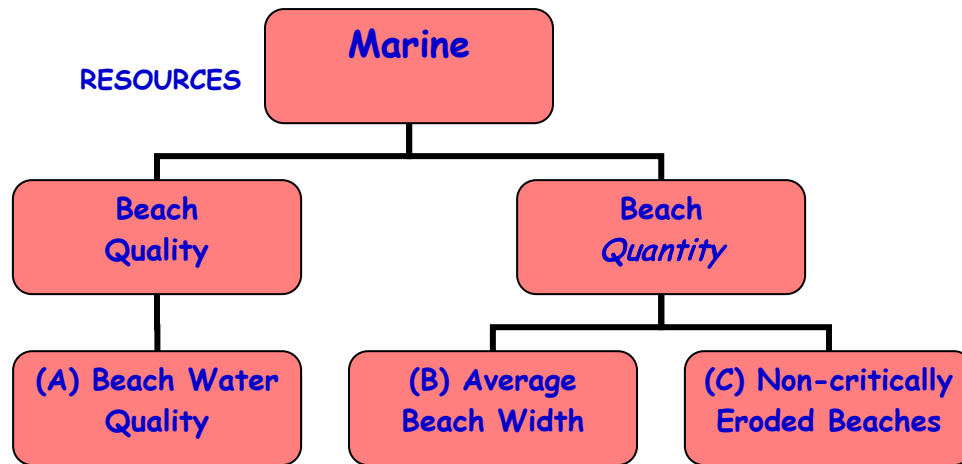 Marine
RESOURCES
Beach
Quality
Beach
Quantity
(A) Beach Water
Quality
(B) Average
Beach Width
(C) Non-critically
Eroded Beaches